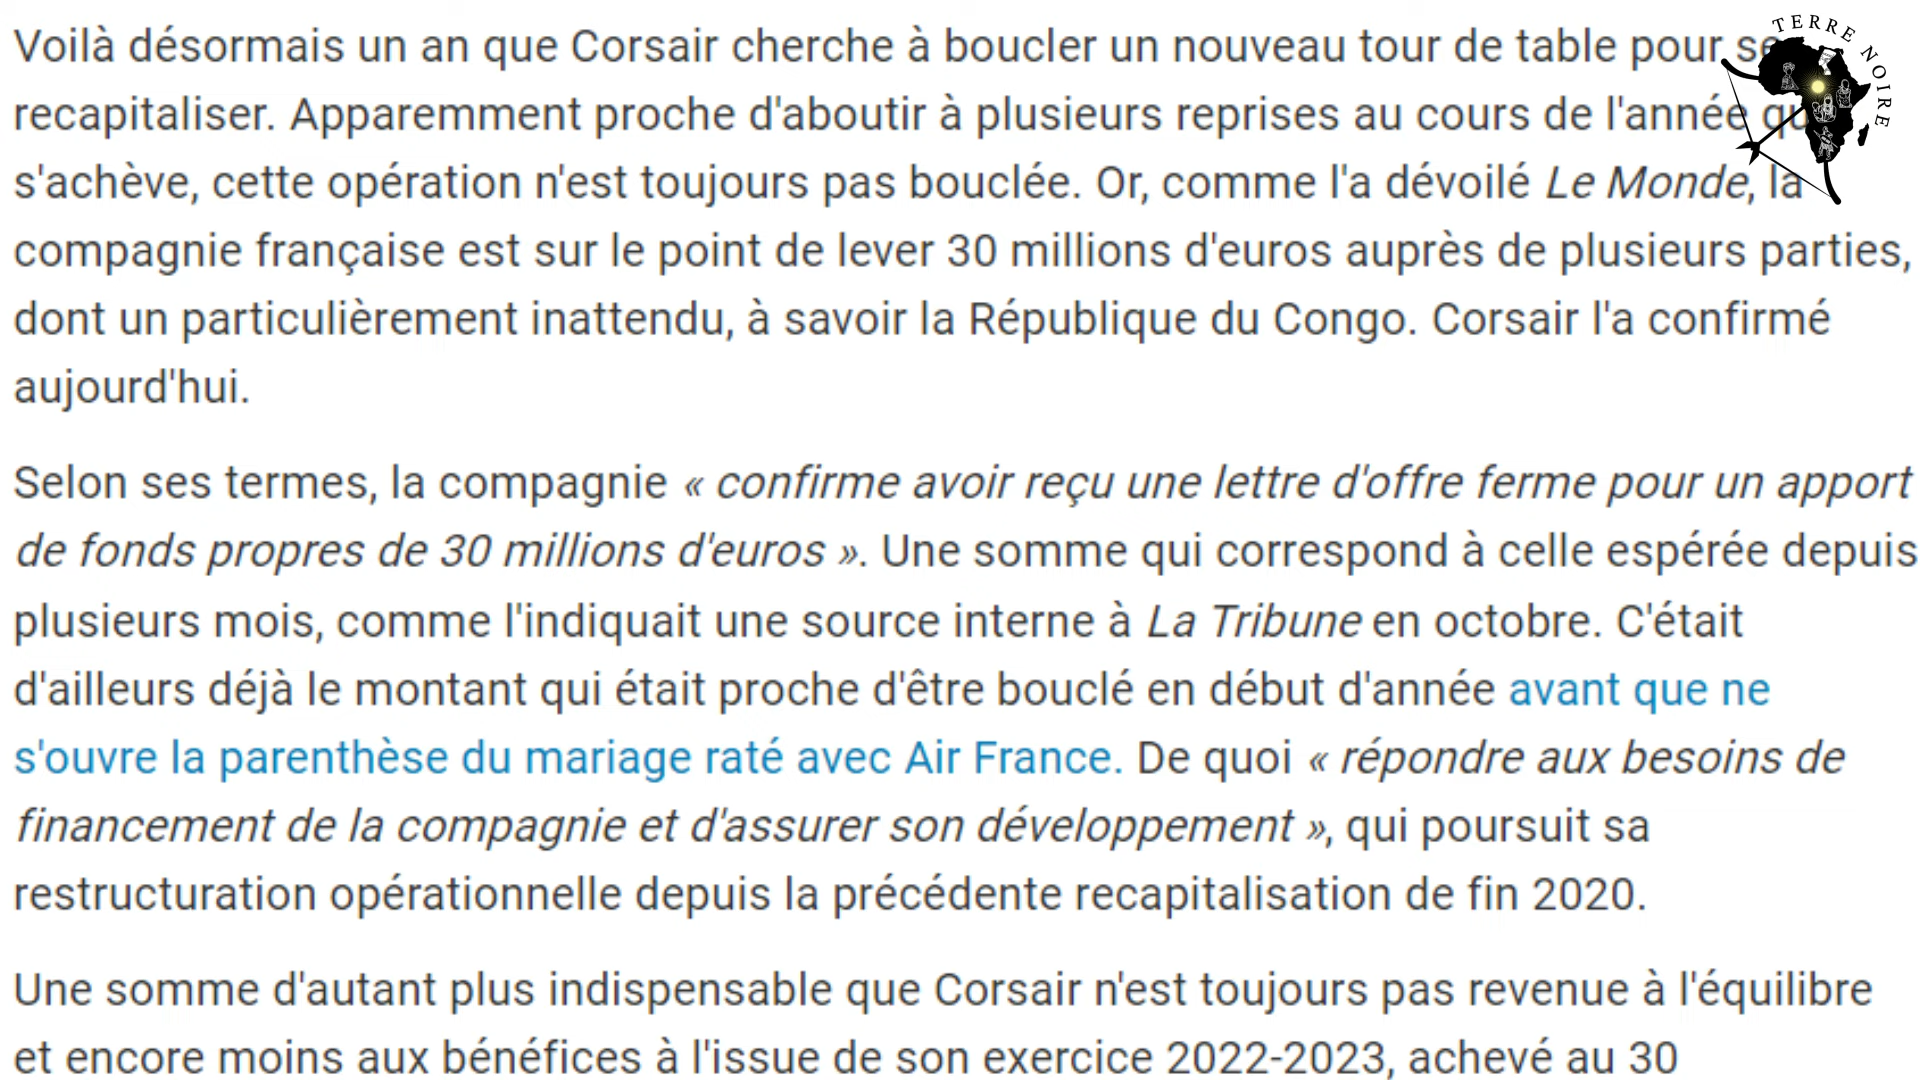 Voilà désormais un an que Corsair cherche à boucler un nouveau tour de table pour
recapitaliser. Apparemment proche d'aboutir à plusieurs reprises au cours de l'année
s'achève, cette opération n'est toujours pas bouclée. Or, comme l'a dévoilé Le Monde, la
compagnie française est sur le point de lever 30 millions d'euros auprès de plusieurs parties,
dont un particulièrement inattendu, à savoir la République du Congo. Corsair l'a confirmé
aujourd'hui.
Selon ses termes, la compagnie « confirme avoir reçu une lettre d'offre ferme pour un apport
de fonds propres de 30 millions d'euros ». Une somme qui correspond à celle espérée depuis
plusieurs mois, comme l'indiquait une source interne à La Tribune en octobre. C'était
d'ailleurs déjà le montant qui était proche d'être bouclé en début d'année avant que ne
s'ouvre la parenthèse du mariage raté avec Air France. De quoi « répondre aux besoins de
financement de la compagnie et d'assurer son développement », qui poursuit sa
restructuration opérationnelle depuis la précédente recapitalisation de fin 2020.
Une somme d'autant plus indispensable que Corsair n'est toujours pas revenue à l'équilibre
et encore moins aux bénéfices à l'issue de son exercice 2022-2023, achevé au 30
TERRE NOIRE